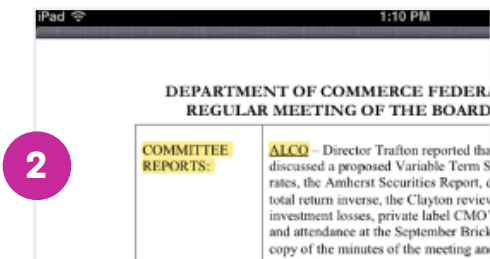 iPad 1:10 PM
DEPARTMENT OF COMMERCE FEDERA
REGULAR MEETING OF THE BOARD
2
COMMITTEE
REPORTS:
ALCO – Director Trafton reported tha
discussed a proposed Variable Term S
rates, the Amherst Securities Report, d
total return inverse, the Clayton review
investment losses, private label CMO'
and attendance at the September Brick
copy of the minutes of the meeting and